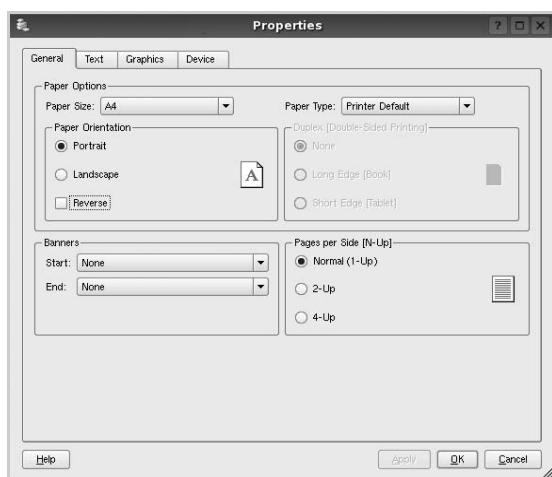 Properties
General Text Graphics Device
Paper Options
Paper Size: A4 Paper Type: Printer Default
Paper Orientation Duplex [Double-Sided Printing]
Portrait None
Landscape A Long Edge [Book]
Reverse Short Edge [Tablet]
Banners Pages per Side [N-Up]
Start: None Normal (1-Up)
End: None 2-Up
4-Up
Help Apply OK Cancel